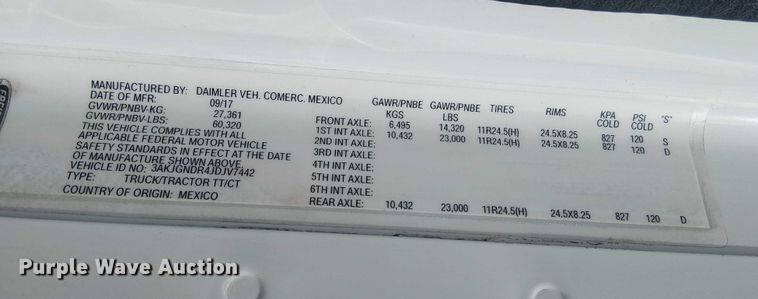 MANUFACTURED BY: DAIMLER VEH. COMERC. MEXICO
DATE OF MFR: 09/17
GVWR/PNBV-KG: 27,361
GVWR/PNBV-LBS: 60,320
THIS VEHICLE COMPLIES WITH ALL
APPLICABLE FEDERAL MOTOR VEHICLE
SAFETY STANDARDS IN EFFECT AT THE DATE
OF MANUFACTURE SHOWN ABOVE.
VEHICLE ID NO: 3AKJGNDR4JDJV7442
TYPE: TRUCK/TRACTOR TT/CT
COUNTRY OF ORIGIN: MEXICO
GAWR/PNBE GAWR/PNBE TIRES RIMS KPA PSI "S"
KGS LBS COLD COLD
FRONT AXLE: 6,495 14,320 11R24.5(H) 24.5X8.25 827 120 S
1ST INT AXLE: 10,432 23,000 11R24.5(H) 24.5X8.25 827 120 D
2ND INT AXLE:
3RD INT AXLE:
4TH INT AXLE:
5TH INT AXLE:
6TH INT AXLE:
REAR AXLE: 10,432 23,000 11R24.5(H) 24.5X8.25 827 120 D
Purple Wave Auction